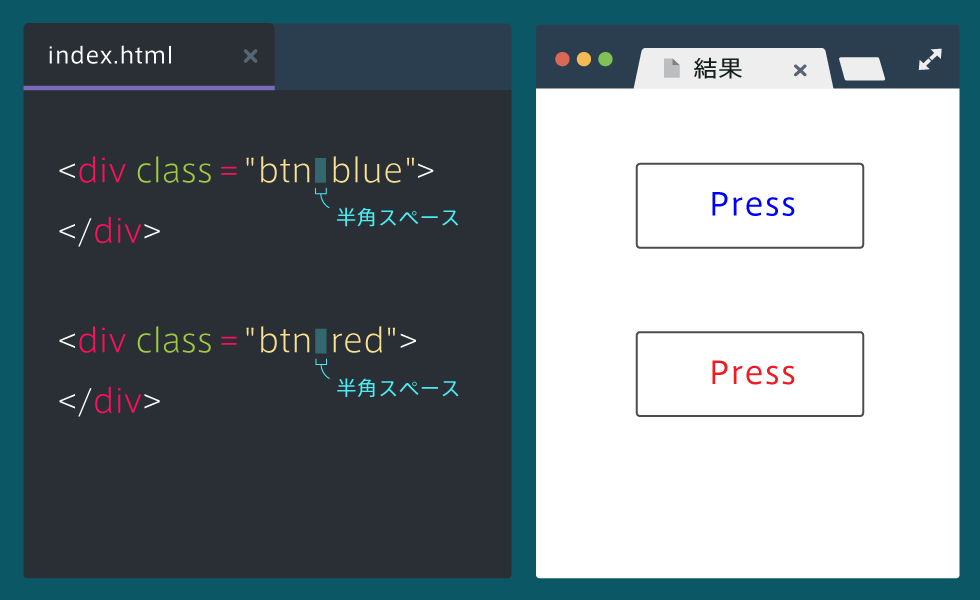 index.html
<div class="btn blue">
半角スペース
</div>
<div class="btn red">
半角スペース
</div>
結果
Press
Press